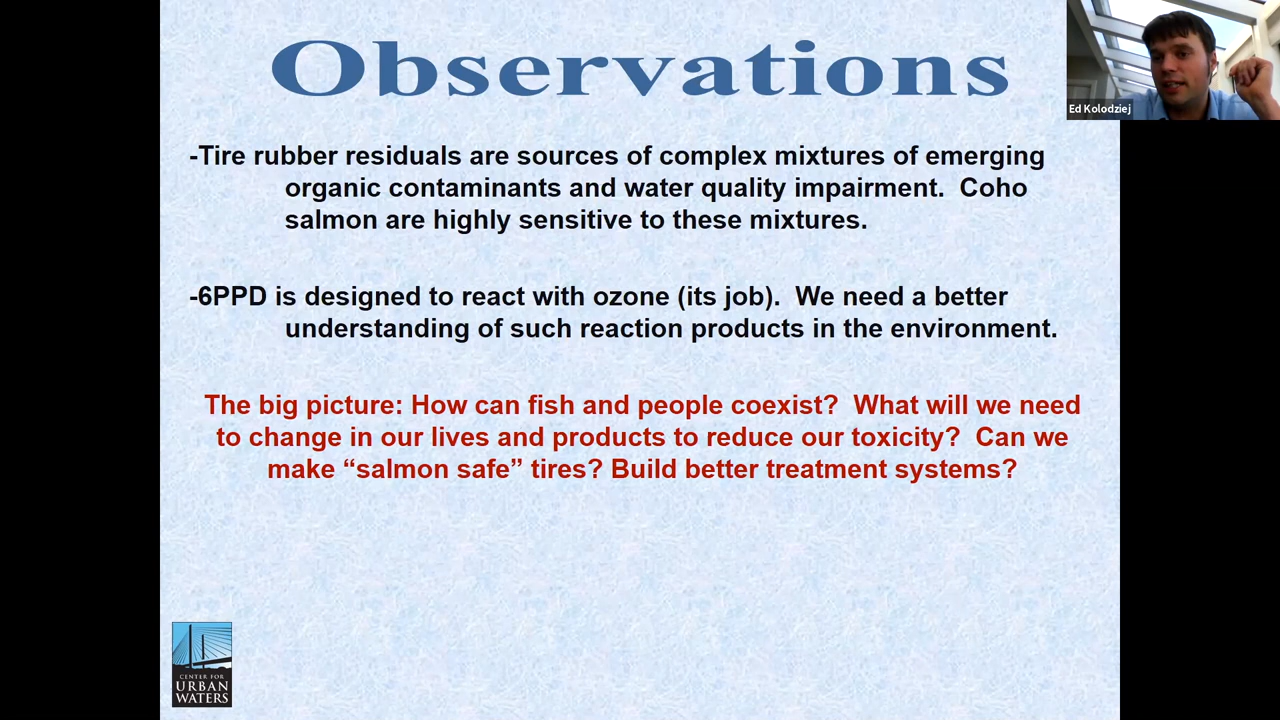 Observations
Ed Kolodziej
-Tire rubber residuals are sources of complex mixtures of emerging
organic contaminants and water quality impairment.  Coho
salmon are highly sensitive to these mixtures.
-6PPD is designed to react with ozone (its job).  We need a better
understanding of such reaction products in the environment.
The big picture: How can fish and people coexist?  What will we need
to change in our lives and products to reduce our toxicity?  Can we
make “salmon safe” tires? Build better treatment systems?
CENTER FOR
URBAN
WATERS